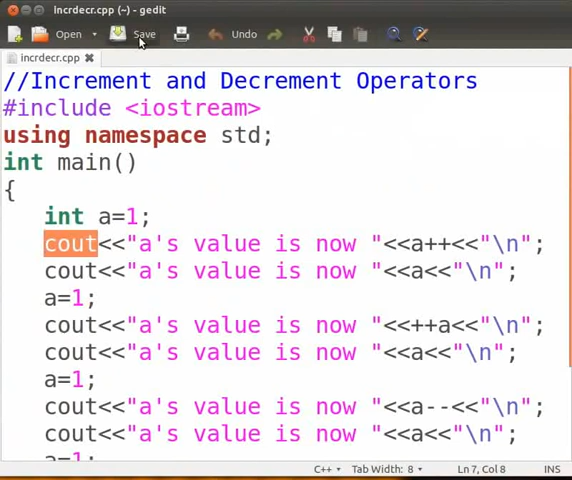 Incrdecr.cpp (~) - gedit
Open Save Undo
incrdecr.cpp
//Increment and Decrement Operators
#include <iostream>
using namespace std;
int main()
{
int a=1;
cout<<"a's value is now "<<a++<<"\n";
cout<<"a's value is now "<<a<<"\n";
a=1;
cout<<"a's value is now "<<++a<<"\n";
cout<<"a's value is now "<<a<<"\n";
a=1;
cout<<"a's value is now "<<a--<<"\n";
cout<<"a's value is now "<<a<<"\n";
a=1;
C++ Tab Width: 8 Ln 7, Col 8 INS